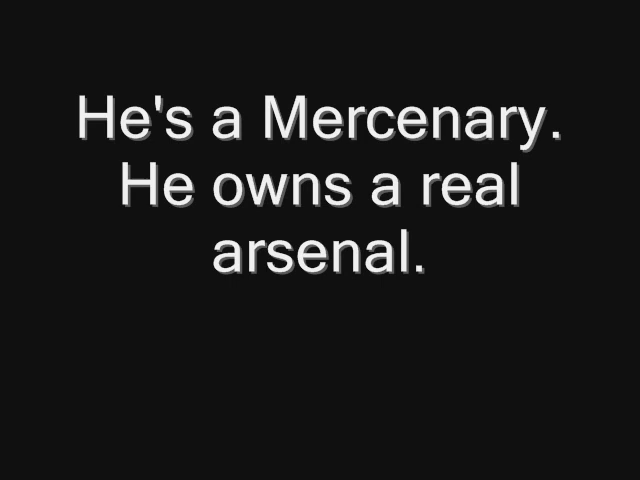 He's a Mercenary.
He owns a real
arsenal.